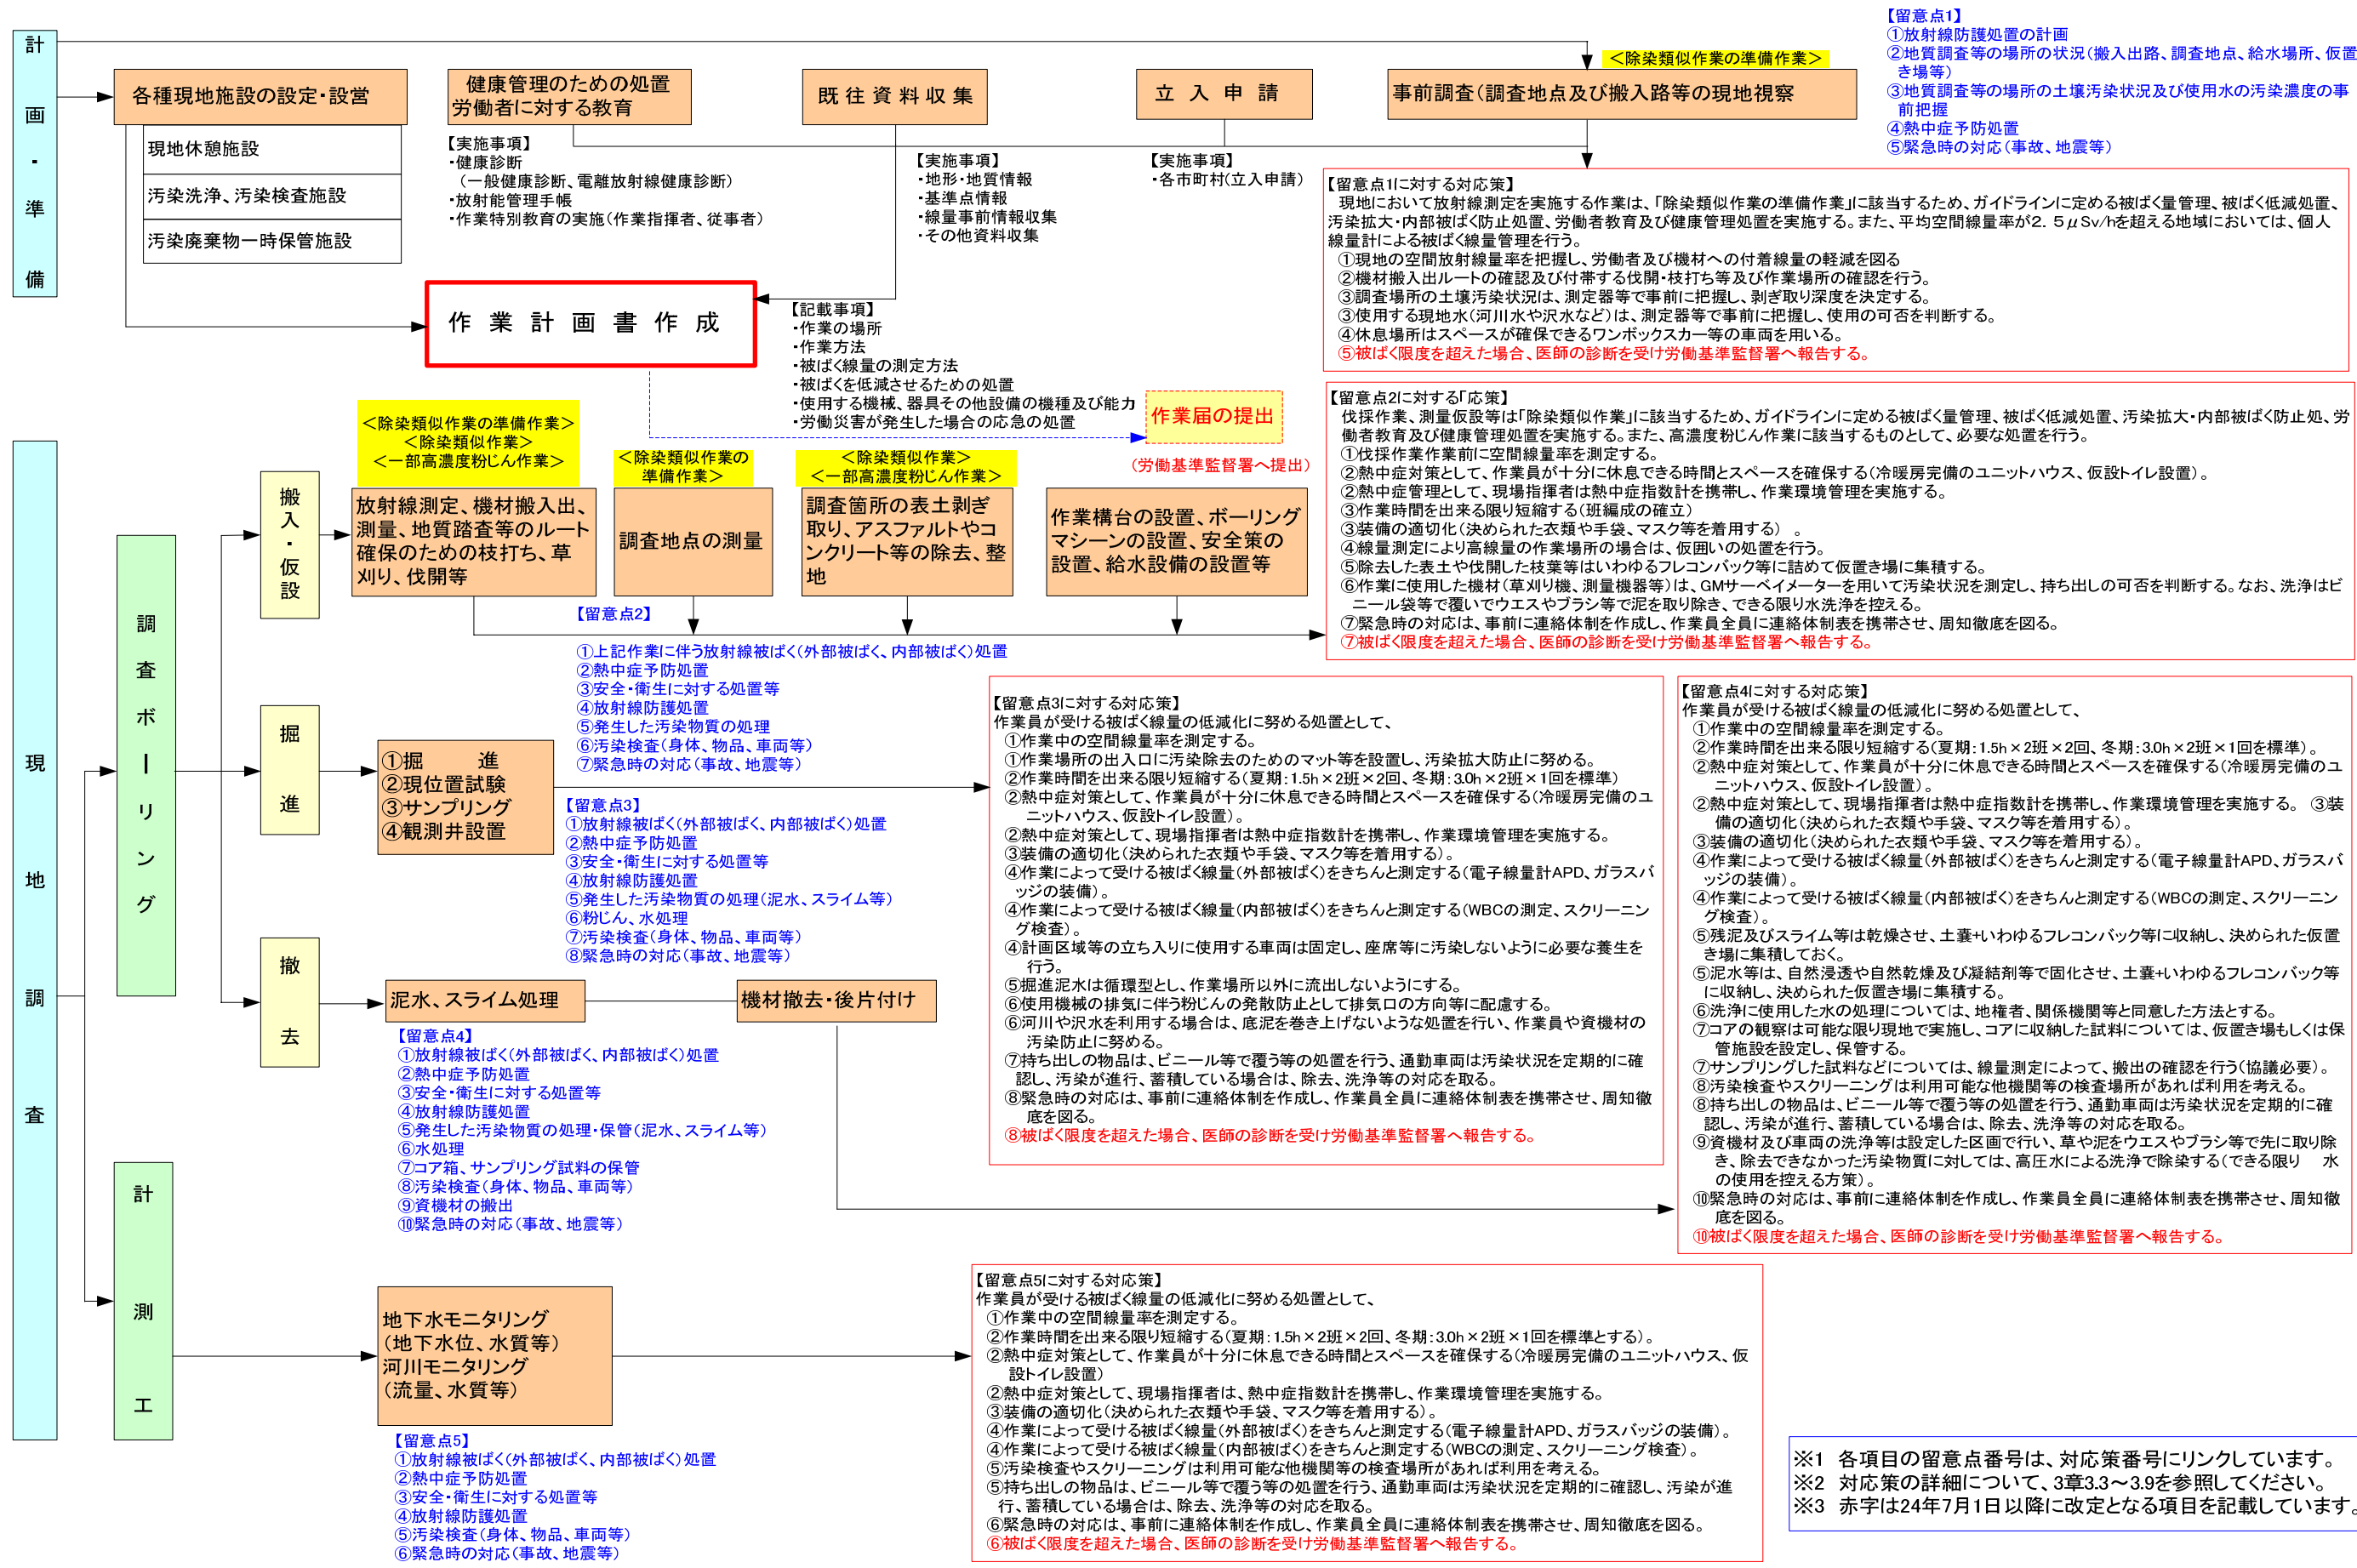 計画・準備
各種現地施設の設定・設営
現地休憩施設
汚染洗浄、汚染検査施設
汚染廃棄物一時保管施設
健康管理のための処置
労働者に対する教育
【実施事項】
・健康診断
（一般健康診断、電離放射線健康診断）
・放射能管理手帳
・作業特別教育の実施（作業指揮者、従事者）
既往資料収集
【実施事項】
・地形・地質情報
・基準点情報
・線量事前情報収集
・その他資料収集
立入申請
【実施事項】
・各市町村（立入申請）
＜除染類似作業の準備作業＞
事前調査（調査地点及び搬入路等の現地視察
【留意点1】
①放射線防護処置の計画
②地質調査等の場所の状況（搬入出路、調査地点、給水場所、仮置
き場等）
③地質調査等の場所の土壌汚染状況及び使用水の汚染濃度の事
前把握
④熱中症予防処置
⑤緊急時の対応（事故、地震等）
【留意点1に対する対応策】
現地において放射線測定を実施する作業は、「除染類似作業の準備作業」に該当するため、ガイドラインに定める被ばく量管理、被ばく低減処置、
汚染拡大・内部被ばく防止処置、労働者教育及び健康管理処置を実施する。また、平均空間線量率が2．5μSv/hを超える地域においては、個人
線量計による被ばく線量管理を行う。
①現地の空間放射線量率を把握し、労働者及び機材への付着線量の軽減を図る
②機材搬入出ルートの確認及び付帯する伐開・枝打ち等及び作業場所の確認を行う。
③調査場所の土壌汚染状況は、測定器等で事前に把握し、剥ぎ取り深度を決定する。
③使用する現地水（河川水や沢水など）は、測定器等で事前に把握し、使用の可否を判断する。
④休息場所はスペースが確保できるワンボックスカー等の車両を用いる。
⑤被ばく限度を超えた場合、医師の診断を受け労働基準監督署へ報告する。
作業計画書作成
【記載事項】
・作業の場所
・作業方法
・被ばく線量の測定方法
・被ばくを低減させるための処置
・使用する機械、器具その他設備の機種及び能力
・労働災害が発生した場合の応急の処置
作業届の提出
（労働基準監督署へ提出）
現地調査
調査ボーリング
搬入・仮設
＜除染類似作業の準備作業＞
＜除染類似作業＞
＜一部高濃度粉じん作業＞
放射線測定、機材搬入出、
測量、地質踏査等のルート
確保のための枝打ち、草
刈り、伐開等
＜除染類似作業の
準備作業＞
調査地点の測量
＜除染類似作業＞
＜一部高濃度粉じん作業＞
調査箇所の表土剥ぎ
取り、アスファルトやコ
ンクリート等の除去、整
地
作業構台の設置、ボーリング
マシーンの設置、安全策の
設置、給水設備の設置等
【留意点2】
①上記作業に伴う放射線被ばく（外部被ばく、内部被ばく）処置
②熱中症予防処置
③安全・衛生に対する処置等
④放射線防護処置
⑤発生した汚染物質の処理
⑥汚染検査（身体、物品、車両等）
⑦緊急時の対応（事故、地震等）
【留意点2に対する「応策】
伐採作業、測量仮設等は「除染類似作業」に該当するため、ガイドラインに定める被ばく量管理、被ばく低減処置、汚染拡大・内部被ばく防止処、労
働者教育及び健康管理処置を実施する。また、高濃度粉じん作業に該当するものとして、必要な処置を行う。
①伐採作業作業前に空間線量率を測定する。
②熱中症対策として、作業員が十分に休息できる時間とスペースを確保する（冷暖房完備のユニットハウス、仮設トイレ設置）。
②熱中症管理として、現場指揮者は熱中症指数計を携帯し、作業環境管理を実施する。
③作業時間を出来る限り短縮する（班編成の確立）
③装備の適切化（決められた衣類や手袋、マスク等を着用する） 。
④線量測定により高線量の作業場所の場合は、仮囲いの処置を行う。
⑤除去した表土や伐開した枝葉等はいわゆるフレコンバック等に詰めて仮置き場に集積する。
⑥作業に使用した機材（草刈り機、測量機器等）は、GMサーベイメーターを用いて汚染状況を測定し、持ち出しの可否を判断する。なお、洗浄はビ
ニール袋等で覆いでウエスやブラシ等で泥を取り除き、できる限り水洗浄を控える。
⑦緊急時の対応は、事前に連絡体制を作成し、作業員全員に連絡体制表を携帯させ、周知徹底を図る。
⑦被ばく限度を超えた場合、医師の診断を受け労働基準監督署へ報告する。
掘進
①掘　　進
②現位置試験
③サンプリング
④観測井設置
【留意点3】
①放射線被ばく（外部被ばく、内部被ばく）処置
②熱中症予防処置
③安全・衛生に対する処置等
④放射線防護処置
⑤発生した汚染物質の処理（泥水、スライム等）
⑥粉じん、水処理
⑦汚染検査（身体、物品、車両等）
⑧緊急時の対応（事故、地震等）
【留意点3に対する対応策】
作業員が受ける被ばく線量の低減化に努める処置として、
①作業中の空間線量率を測定する。
①作業場所の出入口に汚染除去のためのマット等を設置し、汚染拡大防止に努める。
②作業時間を出来る限り短縮する（夏期：1.5h×2班×2回、冬期：3.0h×2班×1回を標準）
②熱中症対策として、作業員が十分に休息できる時間とスペースを確保する（冷暖房完備のユ
ニットハウス、仮設トイレ設置）。
②熱中症対策として、現場指揮者は熱中症指数計を携帯し、作業環境管理を実施する。
③装備の適切化（決められた衣類や手袋、マスク等を着用する）。
④作業によって受ける被ばく線量（外部被ばく）をきちんと測定する（電子線量計APD、ガラスバ
ッジの装備）。
④作業によって受ける被ばく線量（内部被ばく）をきちんと測定する（WBCの測定、スクリーニン
グ検査）。
④計画区域等の立ち入りに使用する車両は固定し、座席等に汚染しないように必要な養生を
行う。
⑤掘進泥水は循環型とし、作業場所以外に流出しないようにする。
⑥使用機械の排気に伴う粉じんの発散防止として排気口の方向等に配慮する。
⑥河川や沢水を利用する場合は、底泥を巻き上げないような処置を行い、作業員や資機材の
汚染防止に努める。
⑦持ち出しの物品は、ビニール等で覆う等の処置を行う、通勤車両は汚染状況を定期的に確
認し、汚染が進行、蓄積している場合は、除去、洗浄等の対応を取る。
⑧緊急時の対応は、事前に連絡体制を作成し、作業員全員に連絡体制表を携帯させ、周知徹
底を図る。
⑧被ばく限度を超えた場合、医師の診断を受け労働基準監督署へ報告する。
撤去
泥水、スライム処理
機材撤去・後片付け
【留意点4】
①放射線被ばく（外部被ばく、内部被ばく）処置
②熱中症予防処置
③安全・衛生に対する処置等
④放射線防護処置
⑤発生した汚染物質の処理・保管（泥水、スライム等）
⑥水処理
⑦コア箱、サンプリング試料の保管
⑧汚染検査（身体、物品、車両等）
⑨資機材の搬出
⑩緊急時の対応（事故、地震等）
【留意点4に対する対応策】
作業員が受ける被ばく線量の低減化に努める処置として、
①作業中の空間線量率を測定する。
②作業時間を出来る限り短縮する（夏期：1.5h×2班×2回、冬期：3.0h×2班×1回を標準）。
②熱中症対策として、作業員が十分に休息できる時間とスペースを確保する（冷暖房完備のユ
ニットハウス、仮設トイレ設置）。
②熱中症対策として、現場指揮者は熱中症指数計を携帯し、作業環境管理を実施する。 ③装
備の適切化（決められた衣類や手袋、マスク等を着用する）。
③装備の適切化（決められた衣類や手袋、マスク等を着用する）。
④作業によって受ける被ばく線量（外部被ばく）をきちんと測定する（電子線量計APD、ガラスバ
ッジの装備）。
④作業によって受ける被ばく線量（内部被ばく）をきちんと測定する（WBCの測定、スクリーニン
グ検査）。
⑤残泥及びスライム等は乾燥させ、土嚢+いわゆるフレコンバック等に収納し、決められた仮置
き場に集積しておく。
⑤泥水等は、自然浸透や自然乾燥及び凝結剤等で固化させ、土嚢+いわゆるフレコンバック等
に収納し、決められた仮置き場に集積する。
⑥洗浄に使用した水の処理については、地権者、関係機関等と同意した方法とする。
⑦コアの観察は可能な限り現地で実施し、コアに収納した試料については、仮置き場もしくは保
管施設を設定し、保管する。
⑦サンプリングした試料などについては、線量測定によって、搬出の確認を行う（協議必要）。
⑧汚染検査やスクリーニングは利用可能な他機関等の検査場所があれば利用を考える。
⑧持ち出しの物品は、ビニール等で覆う等の処置を行う、通勤車両は汚染状況を定期的に確
認し、汚染が進行、蓄積している場合は、除去、洗浄等の対応を取る。
⑨資機材及び車両の洗浄等は設定した区画で行い、草や泥をウエスやブラシ等で先に取り除
き、除去できなかった汚染物質に対しては、高圧水による洗浄で除染する（できる限り　水
の使用を控える方策）。
⑩緊急時の対応は、事前に連絡体制を作成し、作業員全員に連絡体制表を携帯させ、周知徹
底を図る。
⑩被ばく限度を超えた場合、医師の診断を受け労働基準監督署へ報告する。
計測工
地下水モニタリング
（地下水位、水質等）
河川モニタリング
（流量、水質等）
【留意点5】
①放射線被ばく（外部被ばく、内部被ばく）処置
②熱中症予防処置
③安全・衛生に対する処置等
④放射線防護処置
⑤汚染検査（身体、物品、車両等）
⑥緊急時の対応（事故、地震等）
【留意点5に対する対応策】
作業員が受ける被ばく線量の低減化に努める処置として、
①作業中の空間線量率を測定する。
②作業時間を出来る限り短縮する（夏期：1.5h×2班×2回、冬期：3.0h×2班×1回を標準とする）。
②熱中症対策として、作業員が十分に休息できる時間とスペースを確保する（冷暖房完備のユニットハウス、仮
設トイレ設置）
②熱中症対策として、現場指揮者は、熱中症指数計を携帯し、作業環境管理を実施する。
③装備の適切化（決められた衣類や手袋、マスク等を着用する）。
④作業によって受ける被ばく線量（外部被ばく）をきちんと測定する（電子線量計APD、ガラスバッジの装備）。
④作業によって受ける被ばく線量（内部被ばく）をきちんと測定する（WBCの測定、スクリーニング検査）。
⑤汚染検査やスクリーニングは利用可能な他機関等の検査場所があれば利用を考える。
⑤持ち出しの物品は、ビニール等で覆う等の処置を行う、通勤車両は汚染状況を定期的に確認し、汚染が進
行、蓄積している場合は、除去、洗浄等の対応を取る。
⑥緊急時の対応は、事前に連絡体制を作成し、作業員全員に連絡体制表を携帯させ、周知徹底を図る。
⑥被ばく限度を超えた場合、医師の診断を受け労働基準監督署へ報告する。
※1 各項目の留意点番号は、対応策番号にリンクしています。
※2 対応策の詳細について、3章3.3～3.9を参照してください。
※3 赤字は24年7月1日以降に改定となる項目を記載しています。